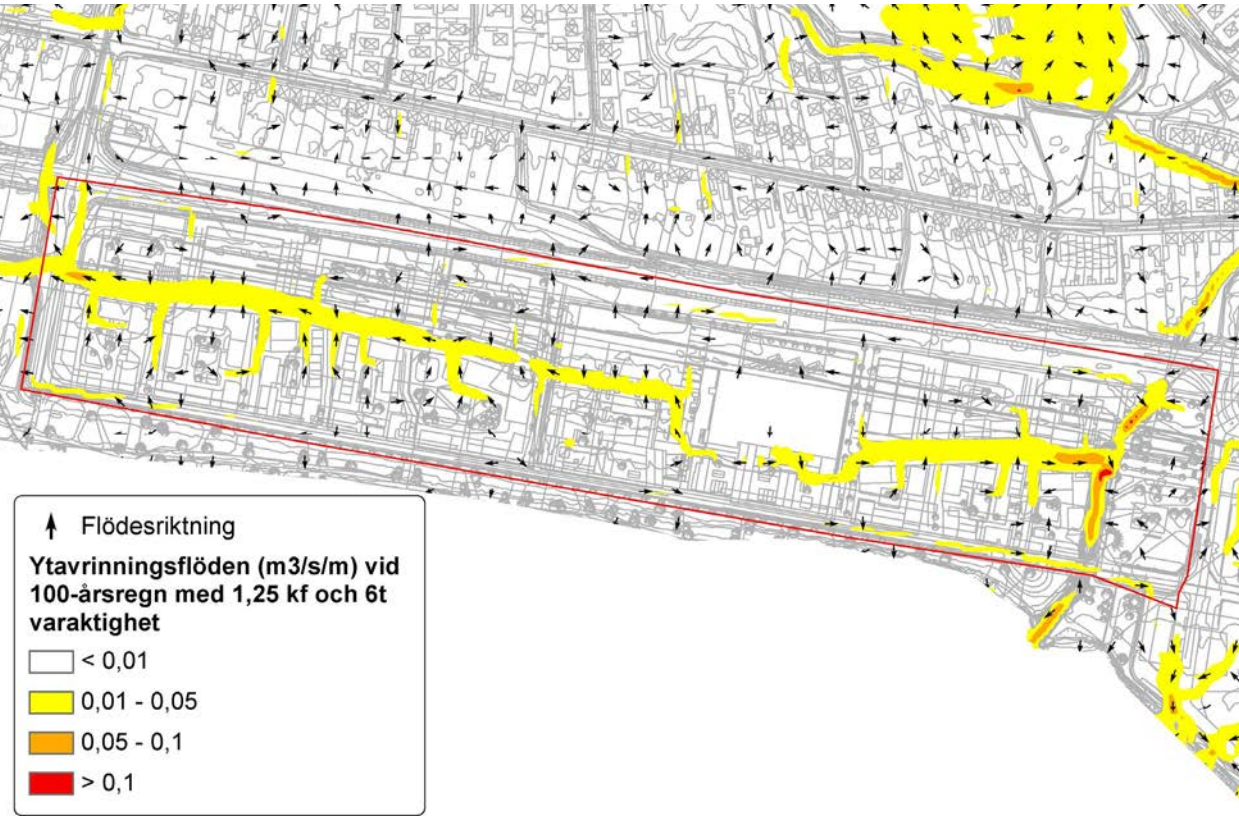 Flödesriktning
Ytavrinningsflöden (m3/s/m) vid
100-årsregn med 1,25 kf och 6t
varaktighet
< 0,01
0,01 - 0,05
0,05 - 0,1
> 0,1